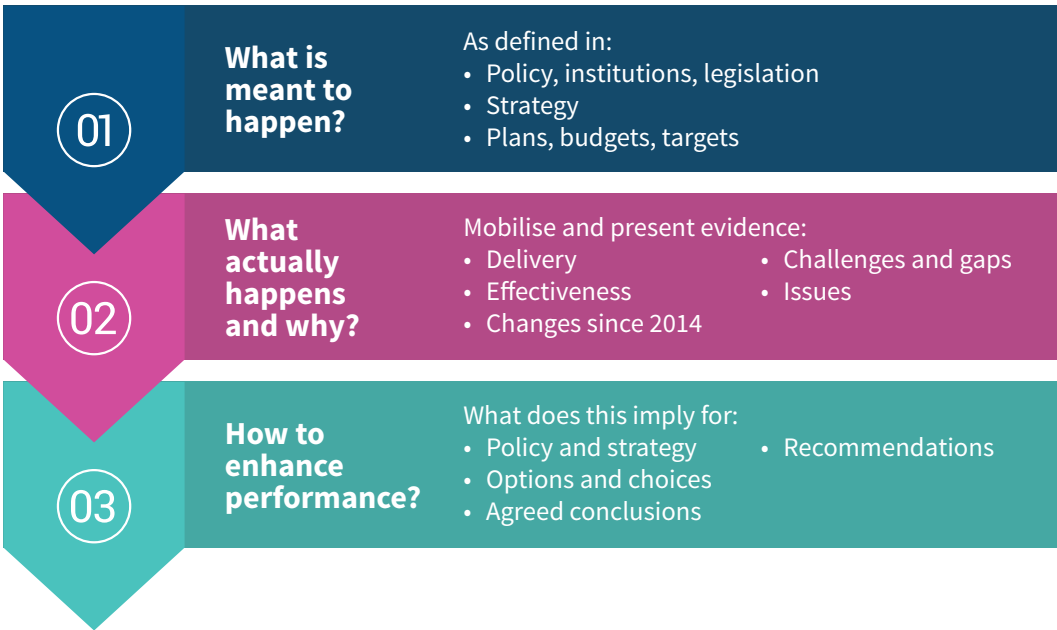 01
What is
meant to
happen?
As defined in:
• Policy, institutions, legislation
• Strategy
• Plans, budgets, targets
02
What
actually
happens
and why?
Mobilise and present evidence:
• Delivery
• Effectiveness
• Changes since 2014
• Challenges and gaps
• Issues
03
How to
enhance
performance?
What does this imply for:
• Policy and strategy
• Options and choices
• Agreed conclusions
• Recommendations